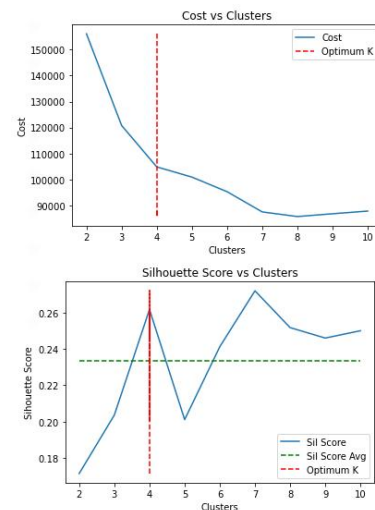 Cost vs Clusters
Cost
Optimum K
150000
140000
130000
120000
110000
100000
90000
Cost
2 3 4 5 6 7 8 9 10
Clusters
Silhouette Score vs Clusters
0.26
0.24
0.22
0.20
0.18
Sihouette Score
Sil Score
Sil Score Avg
Optimum K
2 3 4 5 6 7 8 9 10
Clusters